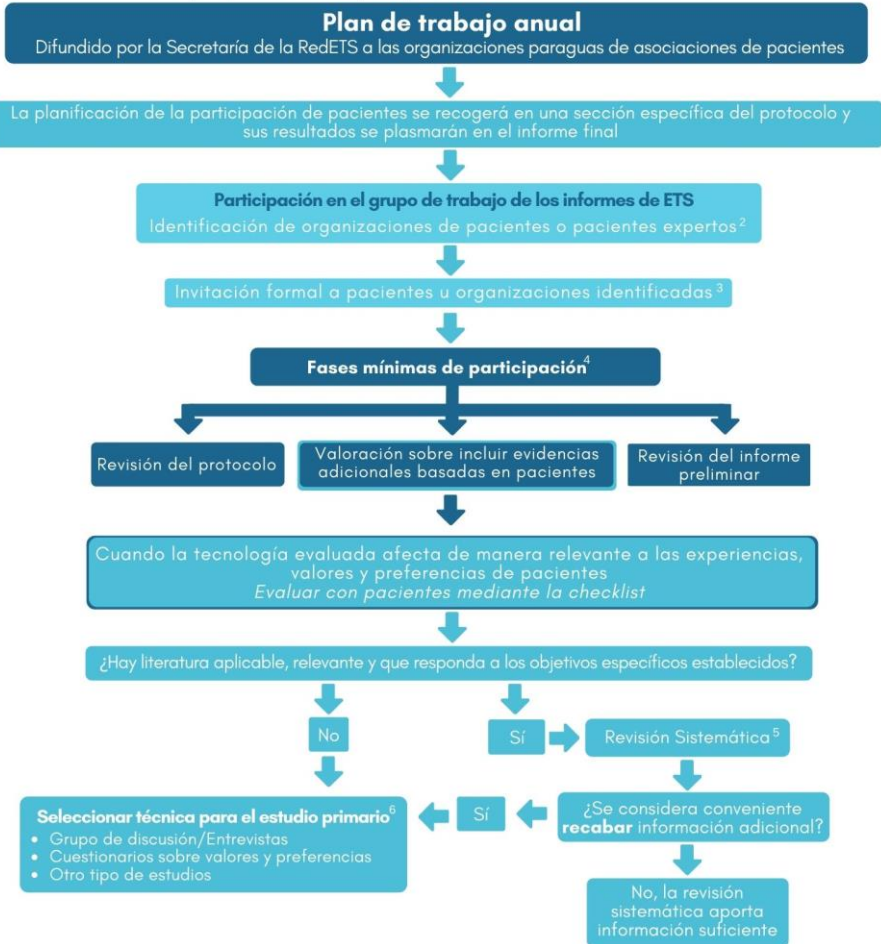 Plan de trabajo anual
Difundido por la Secretaría de la RedETS a las organizaciones paraguas de asociaciones de pacientes
La planificación de la participación de pacientes se recogerá en una sección específica del protocolo y
sus resultados se plasmarán en el informe final
Participación en el grupo de trabajo de los informes de ETS
Identificación de organizaciones de pacientes o pacientes expertos²
Invitación formal a pacientes u organizaciones identificadas³
Fases mínimas de participación⁴
Revisión del protocolo
Valoración sobre incluir evidencias
adicionales basadas en pacientes
Revisión del informe
preliminar
Cuando la tecnología evaluada afecta de manera relevante a las experiencias,
valores y preferencias de pacientes
Evaluar con pacientes mediante la checklist
¿Hay literatura aplicable, relevante y que responda a los objetivos específicos establecidos?
No
Sí
Revisión Sistemática⁵
Seleccionar técnica para el estudio primario⁶
• Grupo de discusión/Entrevistas
• Cuestionarios sobre valores y preferencias
• Otro tipo de estudios
Sí
¿Se considera conveniente
recabar información adicional?
No, la revisión
sistemática aporta
información suficiente